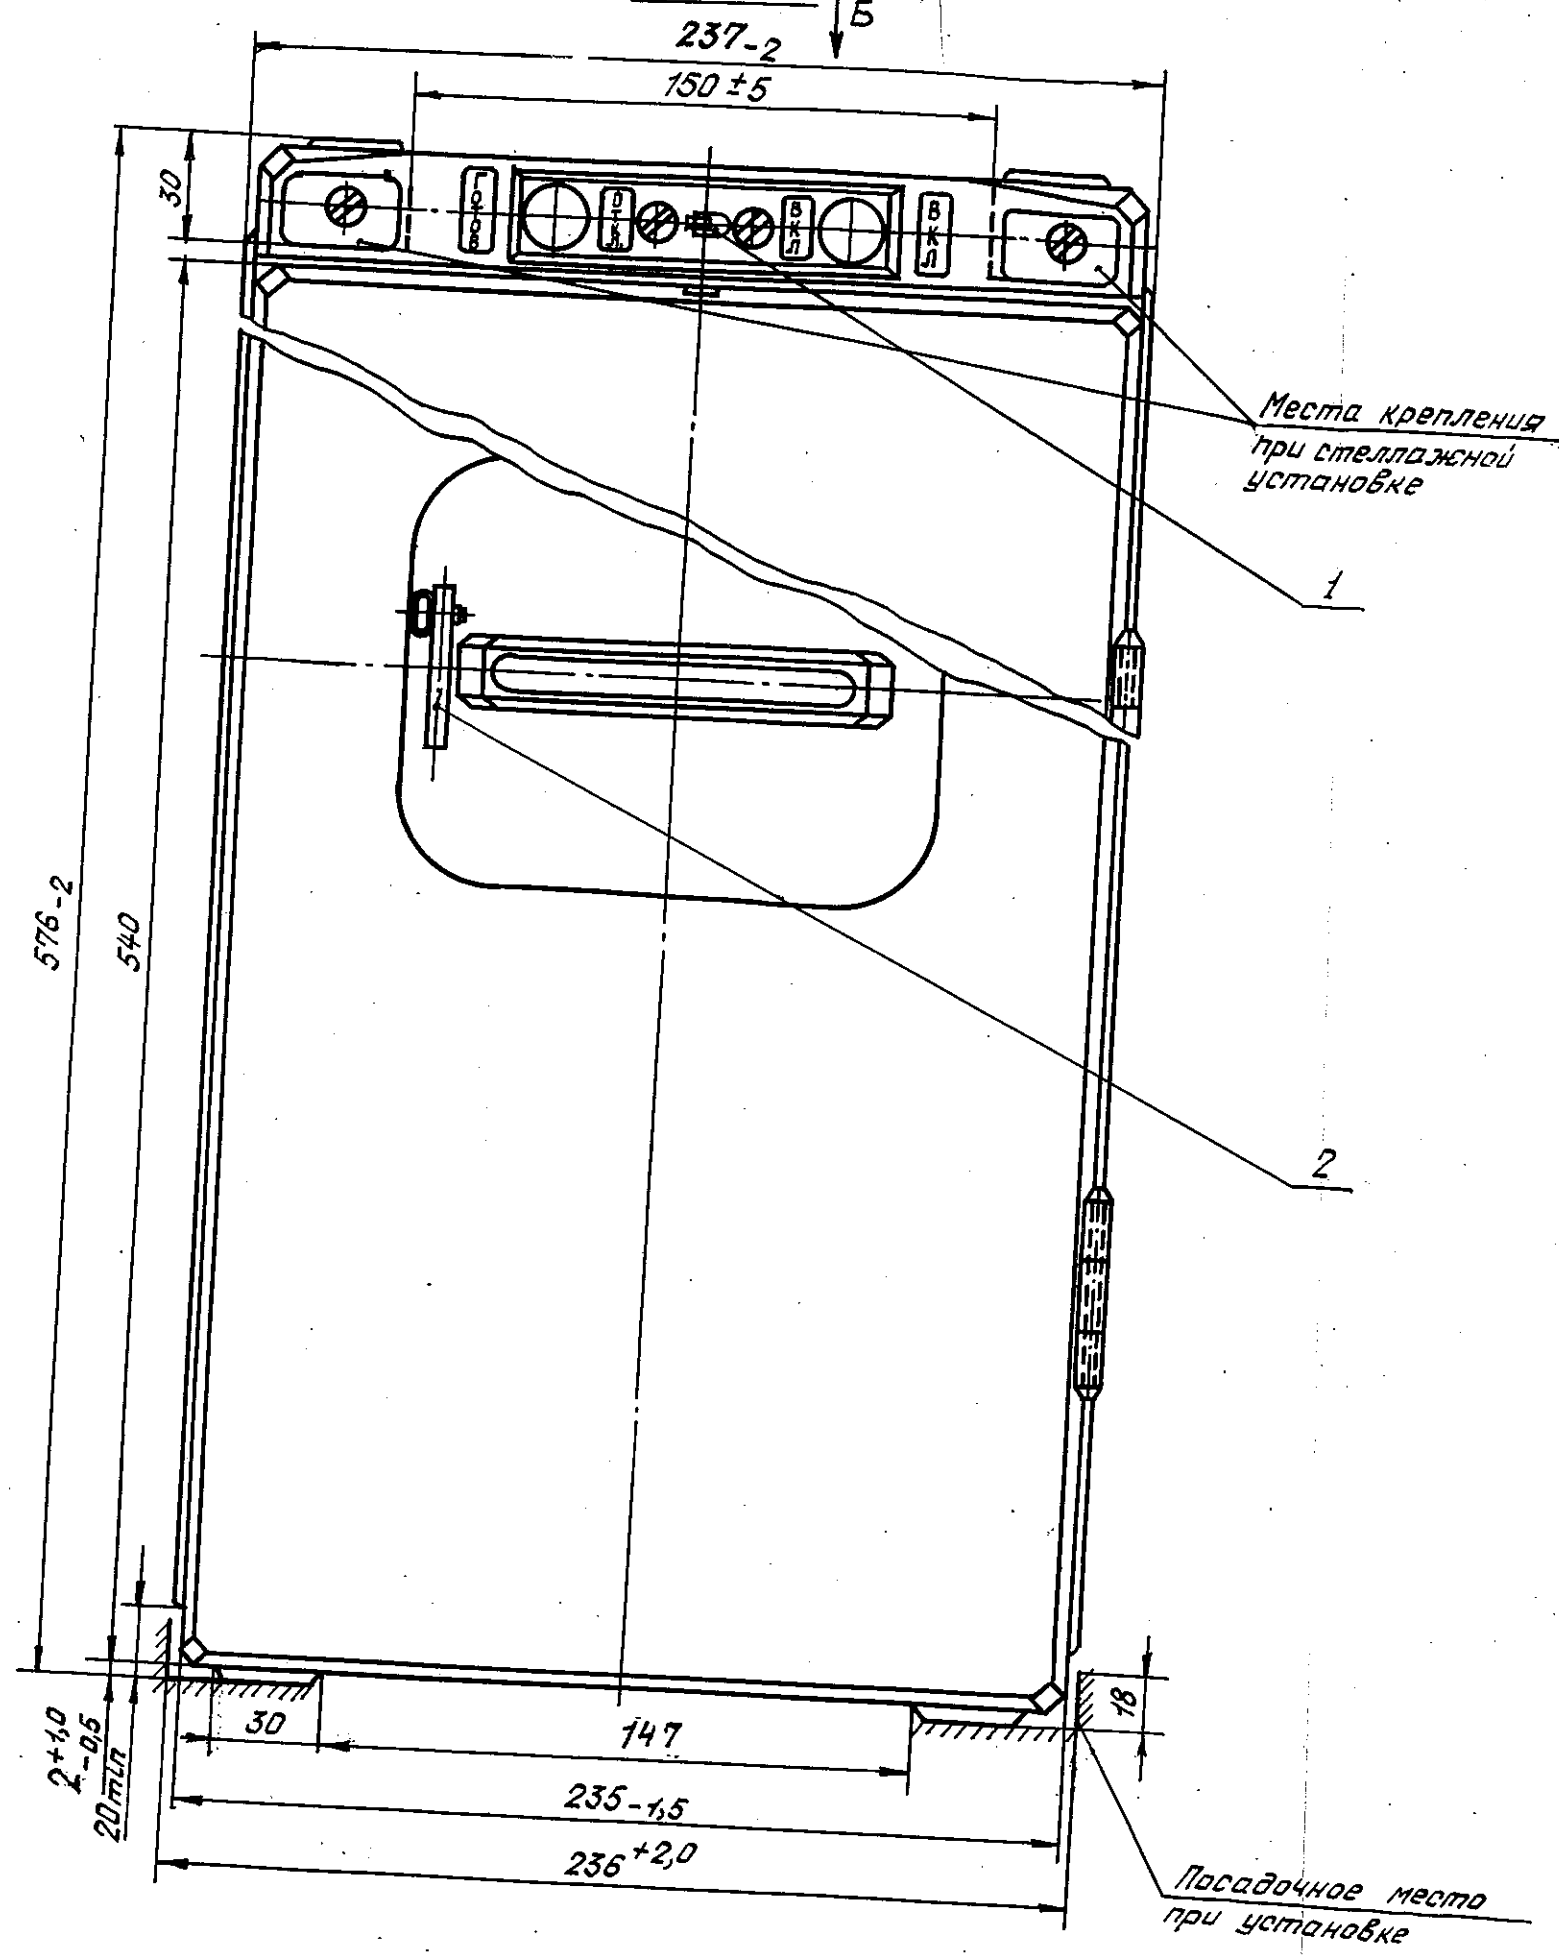 Б
237-2
150 ±5
30
ГОТОВ
ОТКЛ
ВКЛ
ВКЛ
Места крепления
при стеллажной
установке
1
2
576-2
540
2 +1,0 -0,5
20min
30
147
18
235-1,5
236+2,0
Посадочное место
при установке